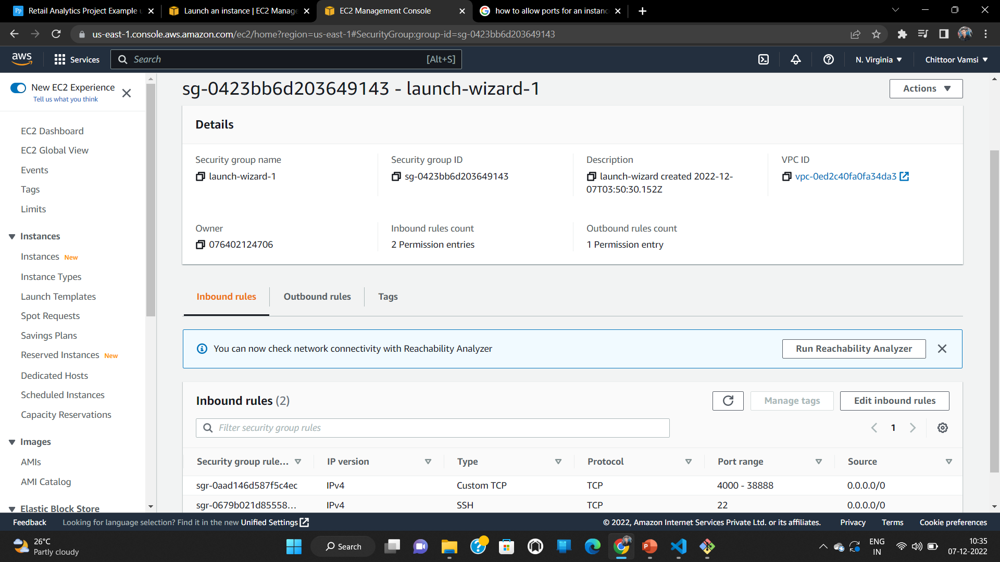 Retail Analytics Project Example u
Launch an instance | EC2 Manage
EC2 Management Console
how to allow ports for an instanc
us-east-1.console.aws.amazon.com/ec2/home?region=us-east-1#SecurityGroup:group-id=sg-0423bb6d203649143
aws
Services
Search
[Alt+S]
N. Virginia
Chittoor Vamsi
New EC2 Experience
Tell us what you think
EC2 Dashboard
EC2 Global View
Events
Tags
Limits
Instances
Instances New
Instance Types
Launch Templates
Spot Requests
Savings Plans
Reserved Instances New
Dedicated Hosts
Scheduled Instances
Capacity Reservations
Images
AMIs
AMI Catalog
Elastic Block Store
sg-0423bb6d203649143 - launch-wizard-1
Actions
Details
Security group name
launch-wizard-1
Security group ID
sg-0423bb6d203649143
Description
launch-wizard created 2022-12-
07T03:50:30.152Z
VPC ID
vpc-0ed2c40fa0fa34da3
Owner
076402124706
Inbound rules count
2 Permission entries
Outbound rules count
1 Permission entry
Inbound rules
Outbound rules
Tags
You can now check network connectivity with Reachability Analyzer
Run Reachability Analyzer
Inbound rules (2)
Manage tags
Edit inbound rules
Filter security group rules
1
Security group rule... IP version Type Protocol Port range Source
sgr-0aad146d587f5c4ec IPv4 Custom TCP TCP 4000 - 38888 0.0.0.0/0
sgr-0679b021d85558... IPv4 SSH TCP 22 0.0.0.0/0
Feedback
Looking for language selection? Find it in the new Unified Settings
© 2022, Amazon Internet Services Private Ltd. or its affiliates.
Privacy
Terms
Cookie preferences
26°C
Partly cloudy
Search
ENG
IN
10:35
07-12-2022